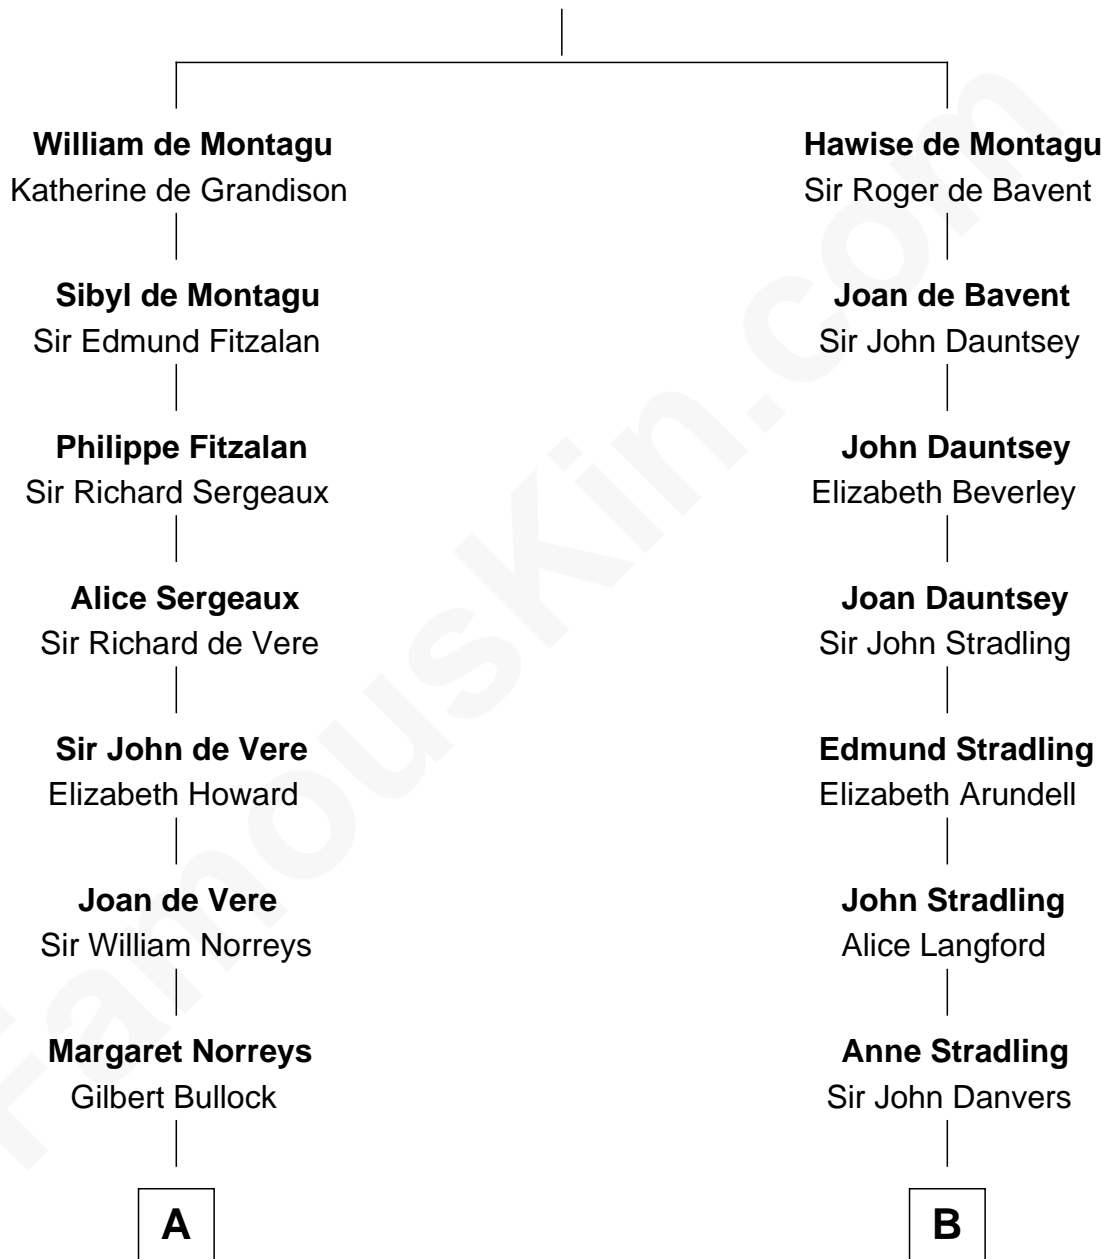 William de Montagu
Katherine de Grandison
Sibyl de Montagu
Sir Edmund Fitzalan
Philippe Fitzalan
Sir Richard Sergeaux
Alice Sergeaux
Sir Richard de Vere
Sir John de Vere
Elizabeth Howard
Joan de Vere
Sir William Norreys
Margaret Norreys
Gilbert Bullock
A
Hawise de Montagu
Sir Roger de Bavent
Joan de Bavent
Sir John Dauntsey
John Dauntsey
Elizabeth Beverley
Joan Dauntsey
Sir John Stradling
Edmund Stradling
Elizabeth Arundell
John Stradling
Alice Langford
Anne Stradling
Sir John Danvers
B
FamousKin.com